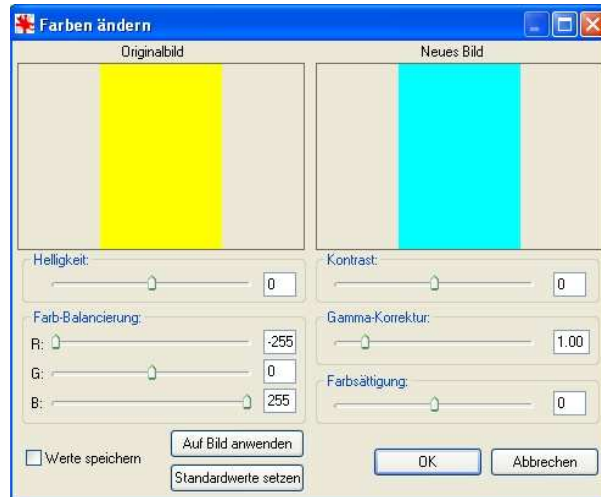 Farben ändern
Originalbild
Neues Bild
Helligkeit:
0
Kontrast:
0
Farb-Balancierung:
R:
-255
G:
0
B:
255
Gamma-Korrektur:
1.00
Farbsättigung:
0
Werte speichern
Auf Bild anwenden
Standardwerte setzen
OK
Abbrechen